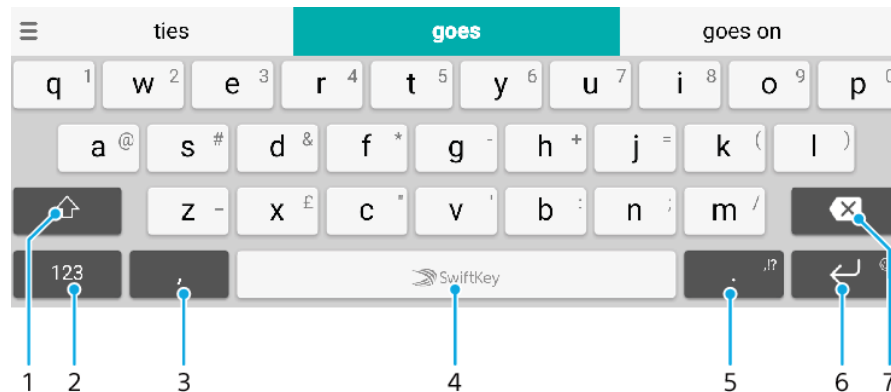 ties goes goes on
q 1 w 2 e 3 r 4 t 5 y 6 u 7 i 8 o 9 p 0
a @ s # d & f * g - h + j = k ( l )
z _ x £ c " v ' b : n ; m /
123 , SwiftKey . ,!?
1 2 3 4 5 6 7